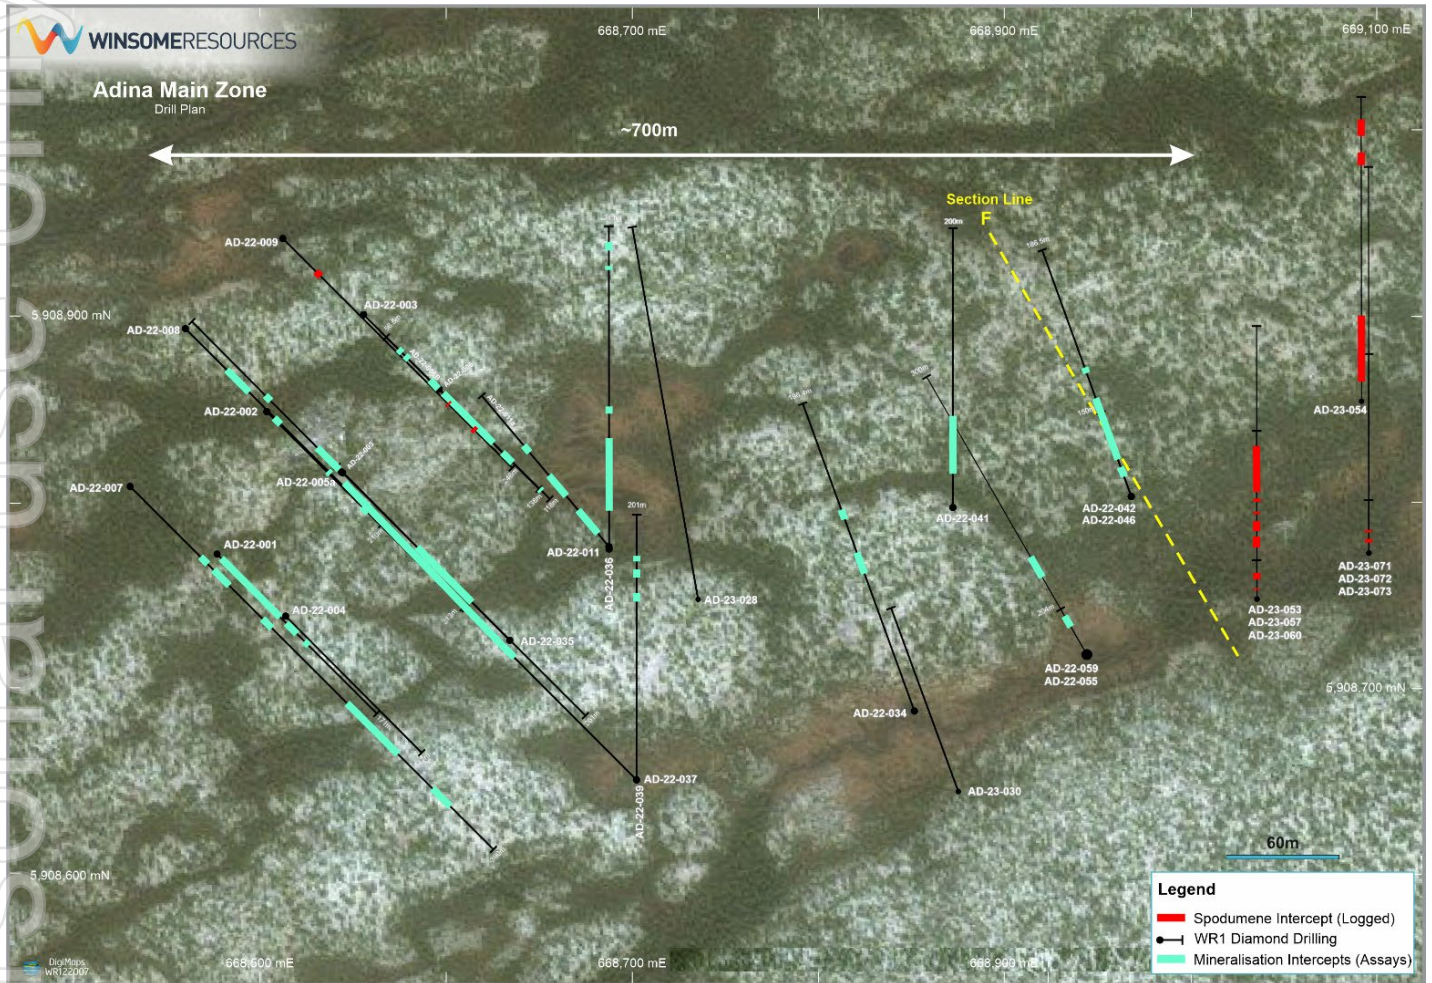 WINSOMERESOURCES
Adina Main Zone
Drill Plan
668,700 mE
668,900 mE
669,100 mE
~700m
Section Line
F
200m
186.5m
AD-22-009
AD-22-003
5,908,900 mN
AD-22-008
AD-22-002
AD-22-005a
AD-22-007
AD-22-001
AD-22-004
AD-22-011
AD-22-036
201m
AD-23-028
AD-22-035
AD-22-037
AD-22-039
AD-22-041
AD-22-042
AD-22-046
AD-23-054
AD-23-071
AD-23-072
AD-23-073
AD-23-053
AD-23-057
AD-23-060
AD-22-059
AD-22-055
AD-22-034
AD-23-030
5,908,700 mN
5,908,600 mN
60m
Legend
Spodumene Intercept (Logged)
WR1 Diamond Drilling
Mineralisation Intercepts (Assays)
DigiMaps
WR122007
668,500 mE
668,700 mE
668,900 mE